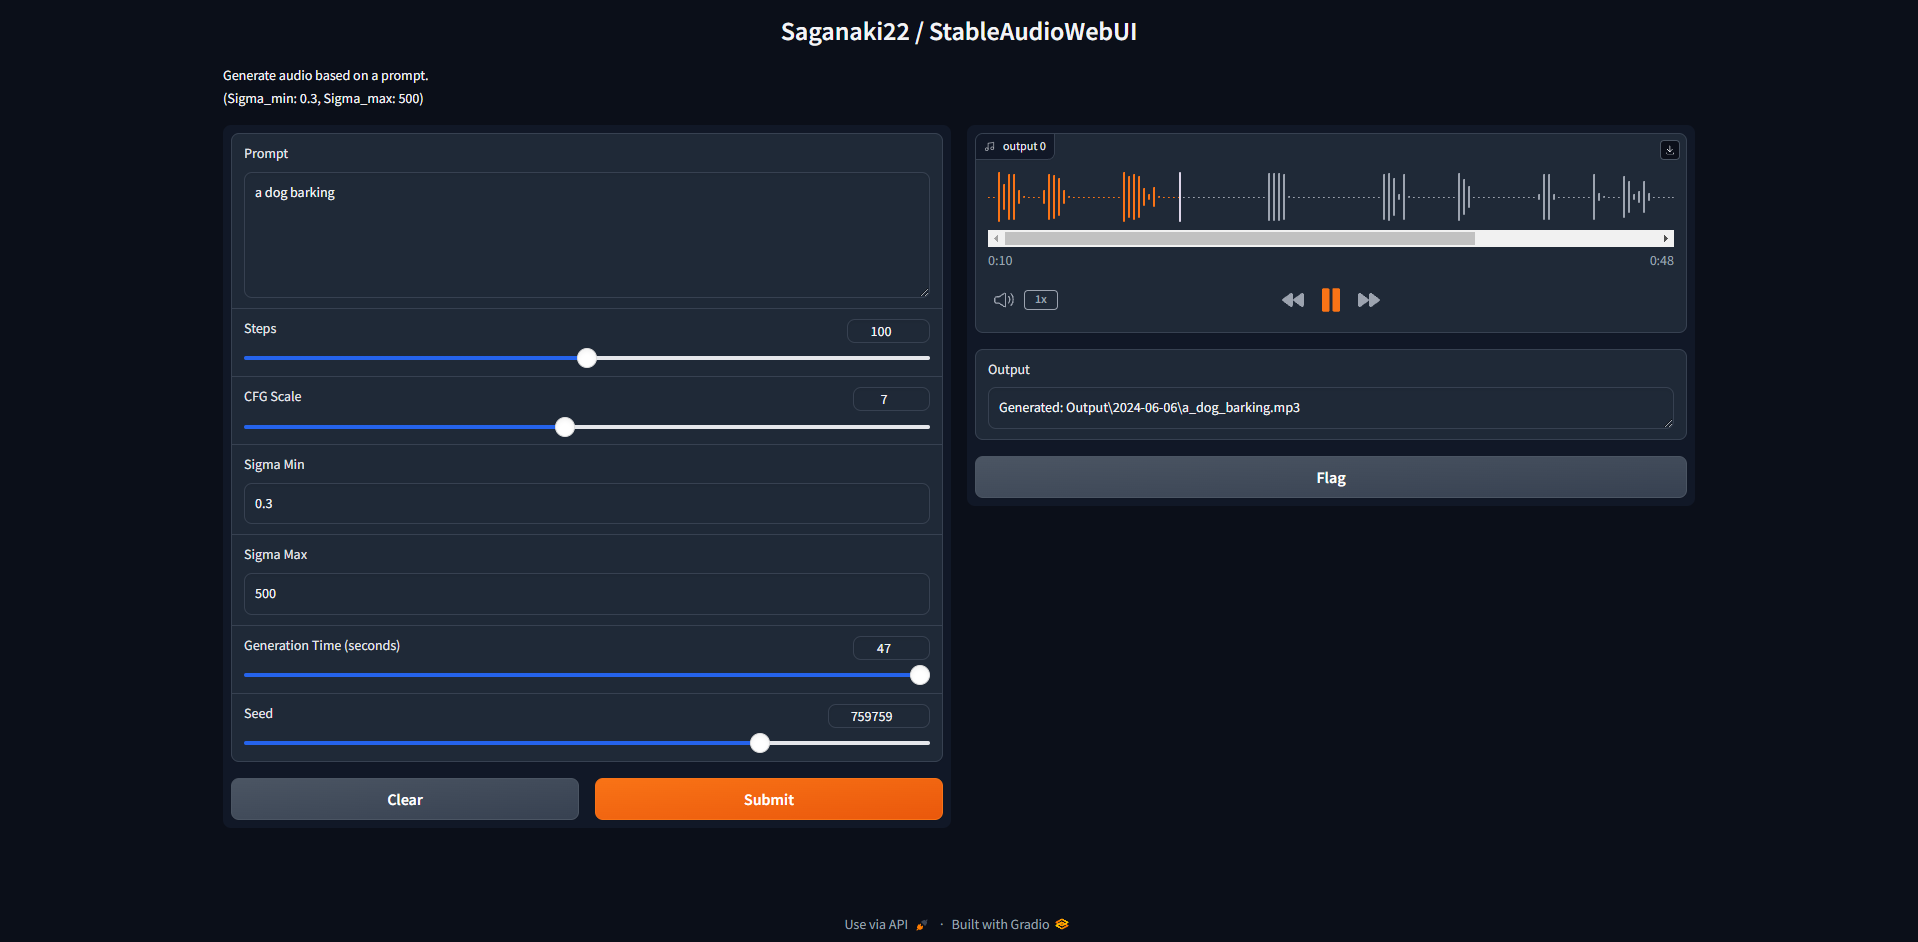 Saganaki22 / StableAudioWebUI
Generate audio based on a prompt.
(Sigma_min: 0.3, Sigma_max: 500)
Prompt
a dog barking
Steps
100
CFG Scale
7
Sigma Min
0.3
Sigma Max
500
Generation Time (seconds)
47
Seed
759759
Clear
Submit
output 0
0:10
0:48
1x
Output
Generated: Output\2024-06-06\a_dog_barking.mp3
Flag
Use via API · Built with Gradio